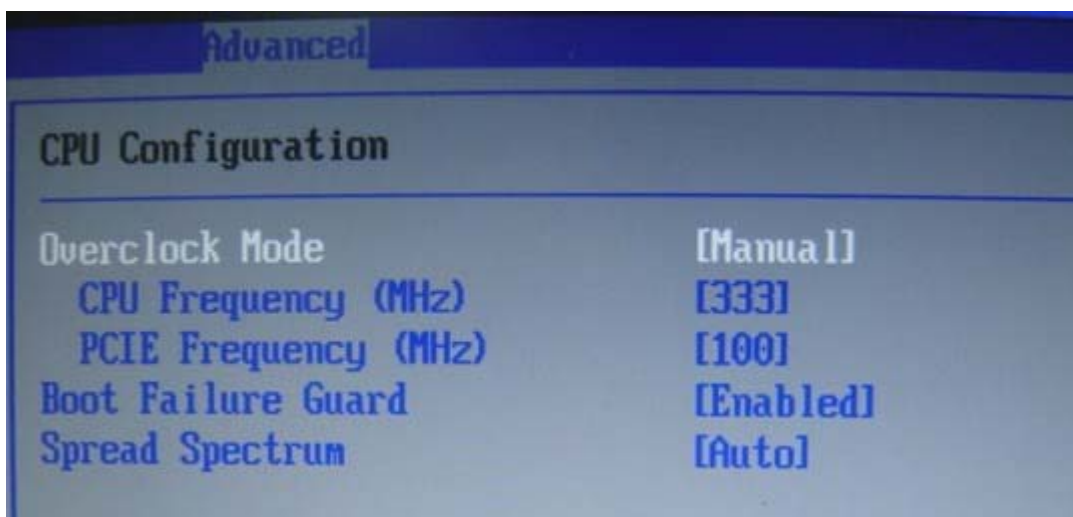 Advanced
CPU Configuration
Overclock Mode [Manual]
CPU Frequency (MHz) [333]
PCIE Frequency (MHz) [100]
Boot Failure Guard [Enabled]
Spread Spectrum [Auto]